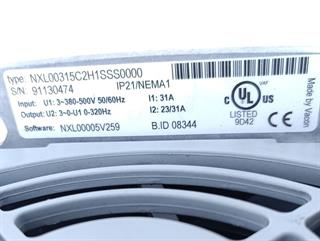 type: NXL00315C2H1SSS0000
S/N: 91130474 IP21/NEMA1
Input: U1: 3~380-500V 50/60Hz I1: 31A
Output: U2: 3~0-U1 0-320Hz I2: 23/31A
Software: NXL00005V259 B.ID 08344
C UL US
LISTED
9D42
Made by Vacon